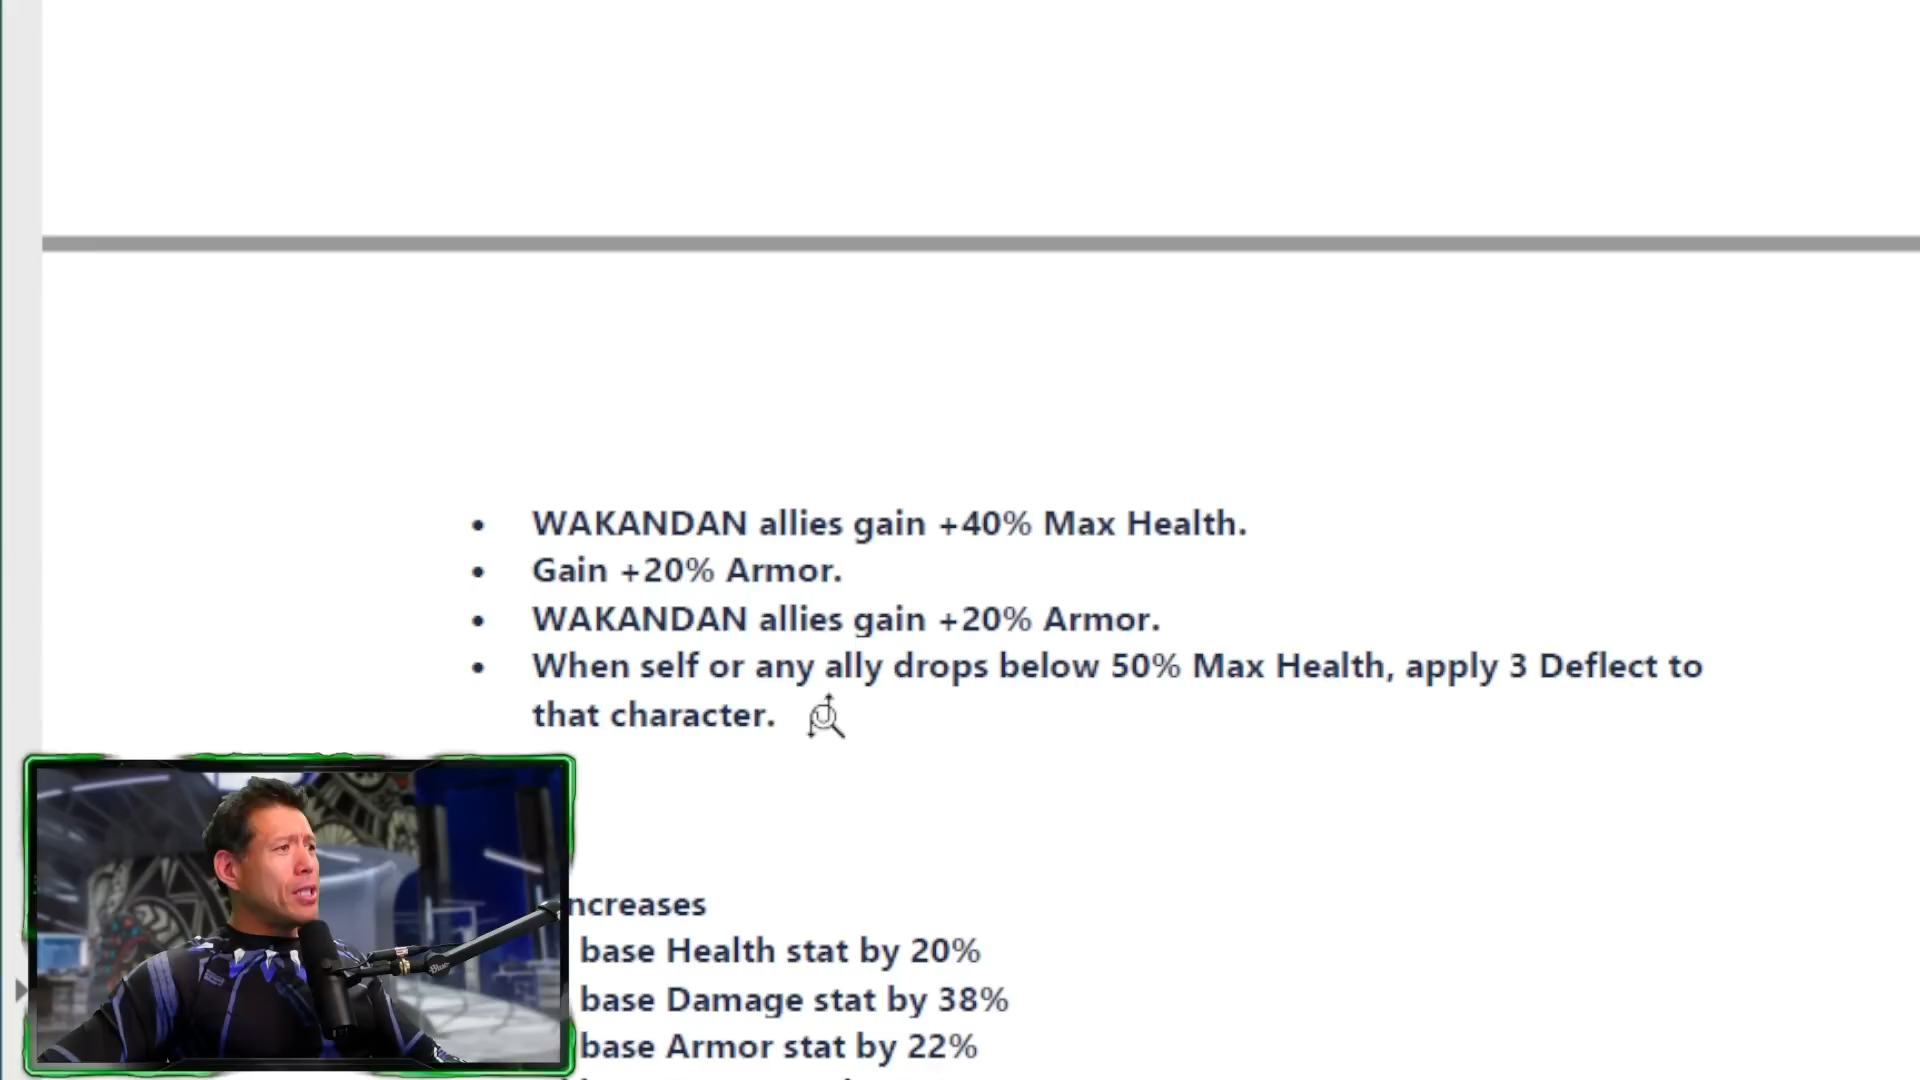 • WAKANDAN allies gain +40% Max Health.
• Gain +20% Armor.
• WAKANDAN allies gain +20% Armor.
• When self or any ally drops below 50% Max Health, apply 3 Deflect to
that character.
ncreases
base Health stat by 20%
base Damage stat by 38%
base Armor stat by 22%